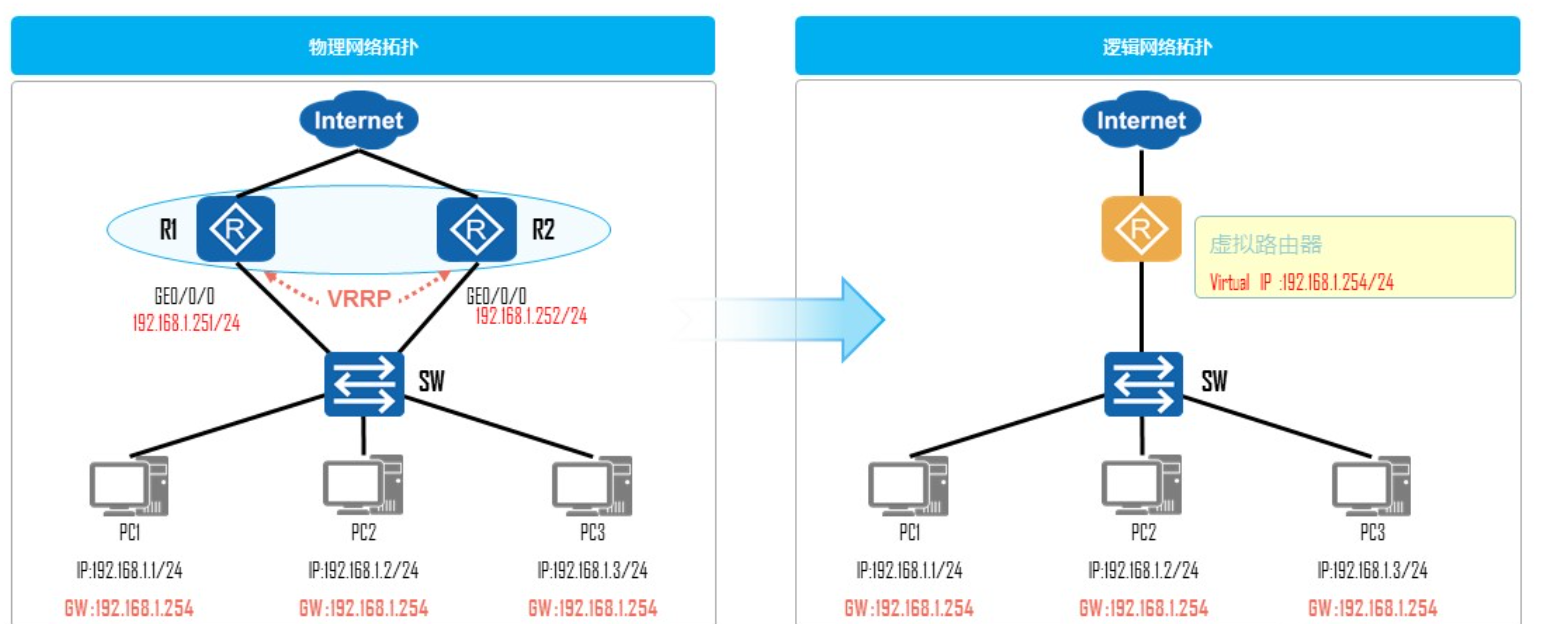 物理网络拓扑
Internet
R1
R
R
R2
VRRP
GE0/0/0
192.168.1.251/24
GE0/0/0
192.168.1.252/24
SW
PC1
PC2
PC3
IP:192.168.1.1/24
IP:192.168.1.2/24
IP:192.168.1.3/24
GW:192.168.1.254
GW:192.168.1.254
GW:192.168.1.254
逻辑网络拓扑
Internet
R
虚拟路由器
Virtual IP :192.168.1.254/24
SW
PC1
PC2
PC3
IP:192.168.1.1/24
IP:192.168.1.2/24
IP:192.168.1.3/24
GW:192.168.1.254
GW:192.168.1.254
GW:192.168.1.254